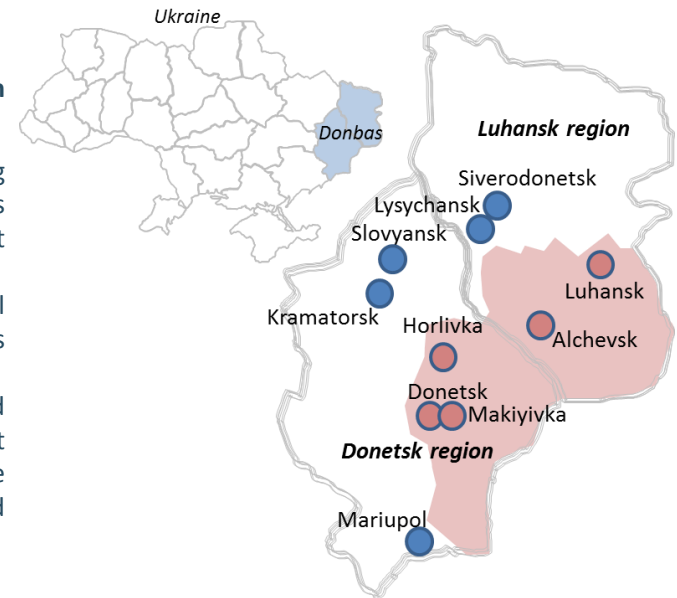 Ukraine
Donbas
Luhansk region
Siverodonetsk
Lysychansk
Slovyansk
Luhansk
Kramatorsk
Horlivka
Alchevsk
Donetsk
Makiyivka
Donetsk region
Mariupol